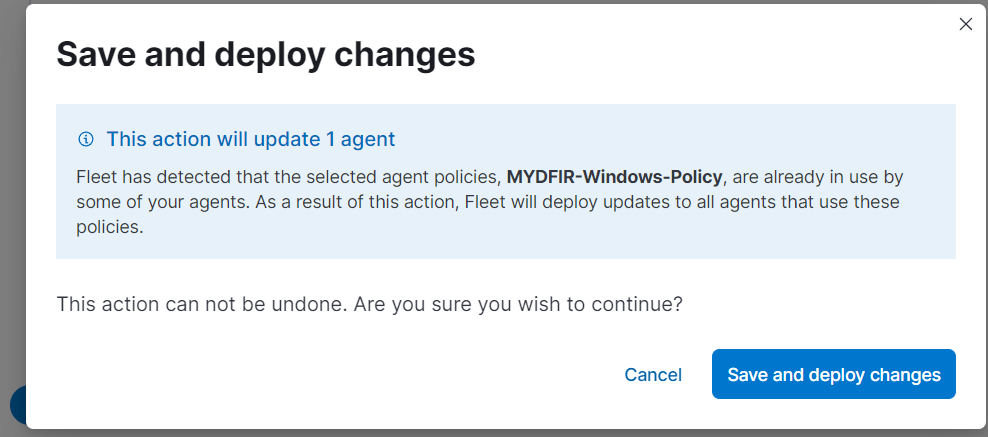 Save and deploy changes
This action will update 1 agent
Fleet has detected that the selected agent policies, MYDFIR-Windows-Policy, are already in use by
some of your agents. As a result of this action, Fleet will deploy updates to all agents that use these
policies.
This action can not be undone. Are you sure you wish to continue?
Cancel
Save and deploy changes